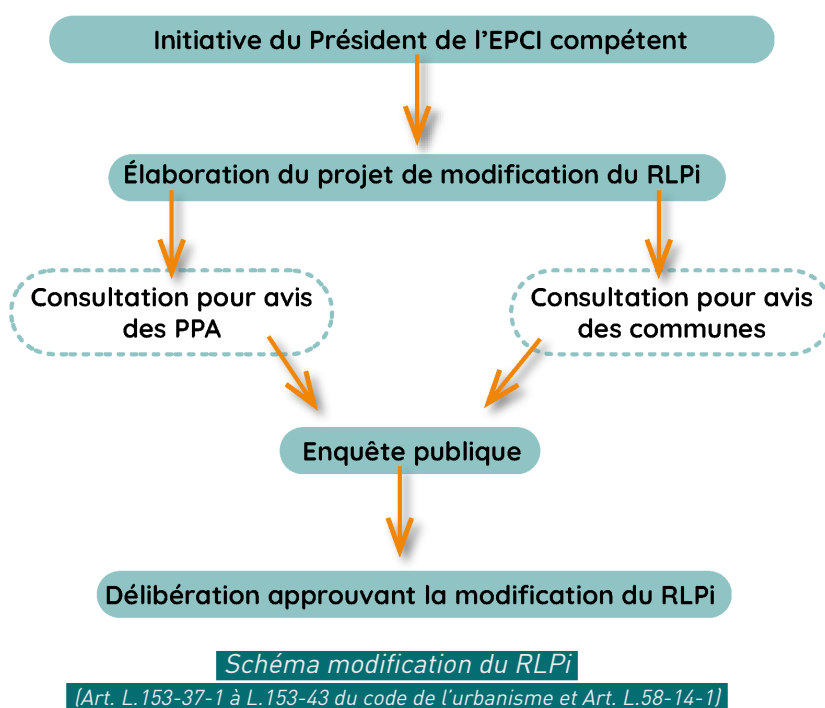 Initiative du Président de l'EPCI compétent
Élaboration du projet de modification du RLPi
Consultation pour avis
des PPA
Consultation pour avis
des communes
Enquête publique
Délibération approuvant la modification du RLPi
Schéma modification du RLPi
(Art. L.153-37-1 à L.153-43 du code de l'urbanisme et Art. L.58-14-1)